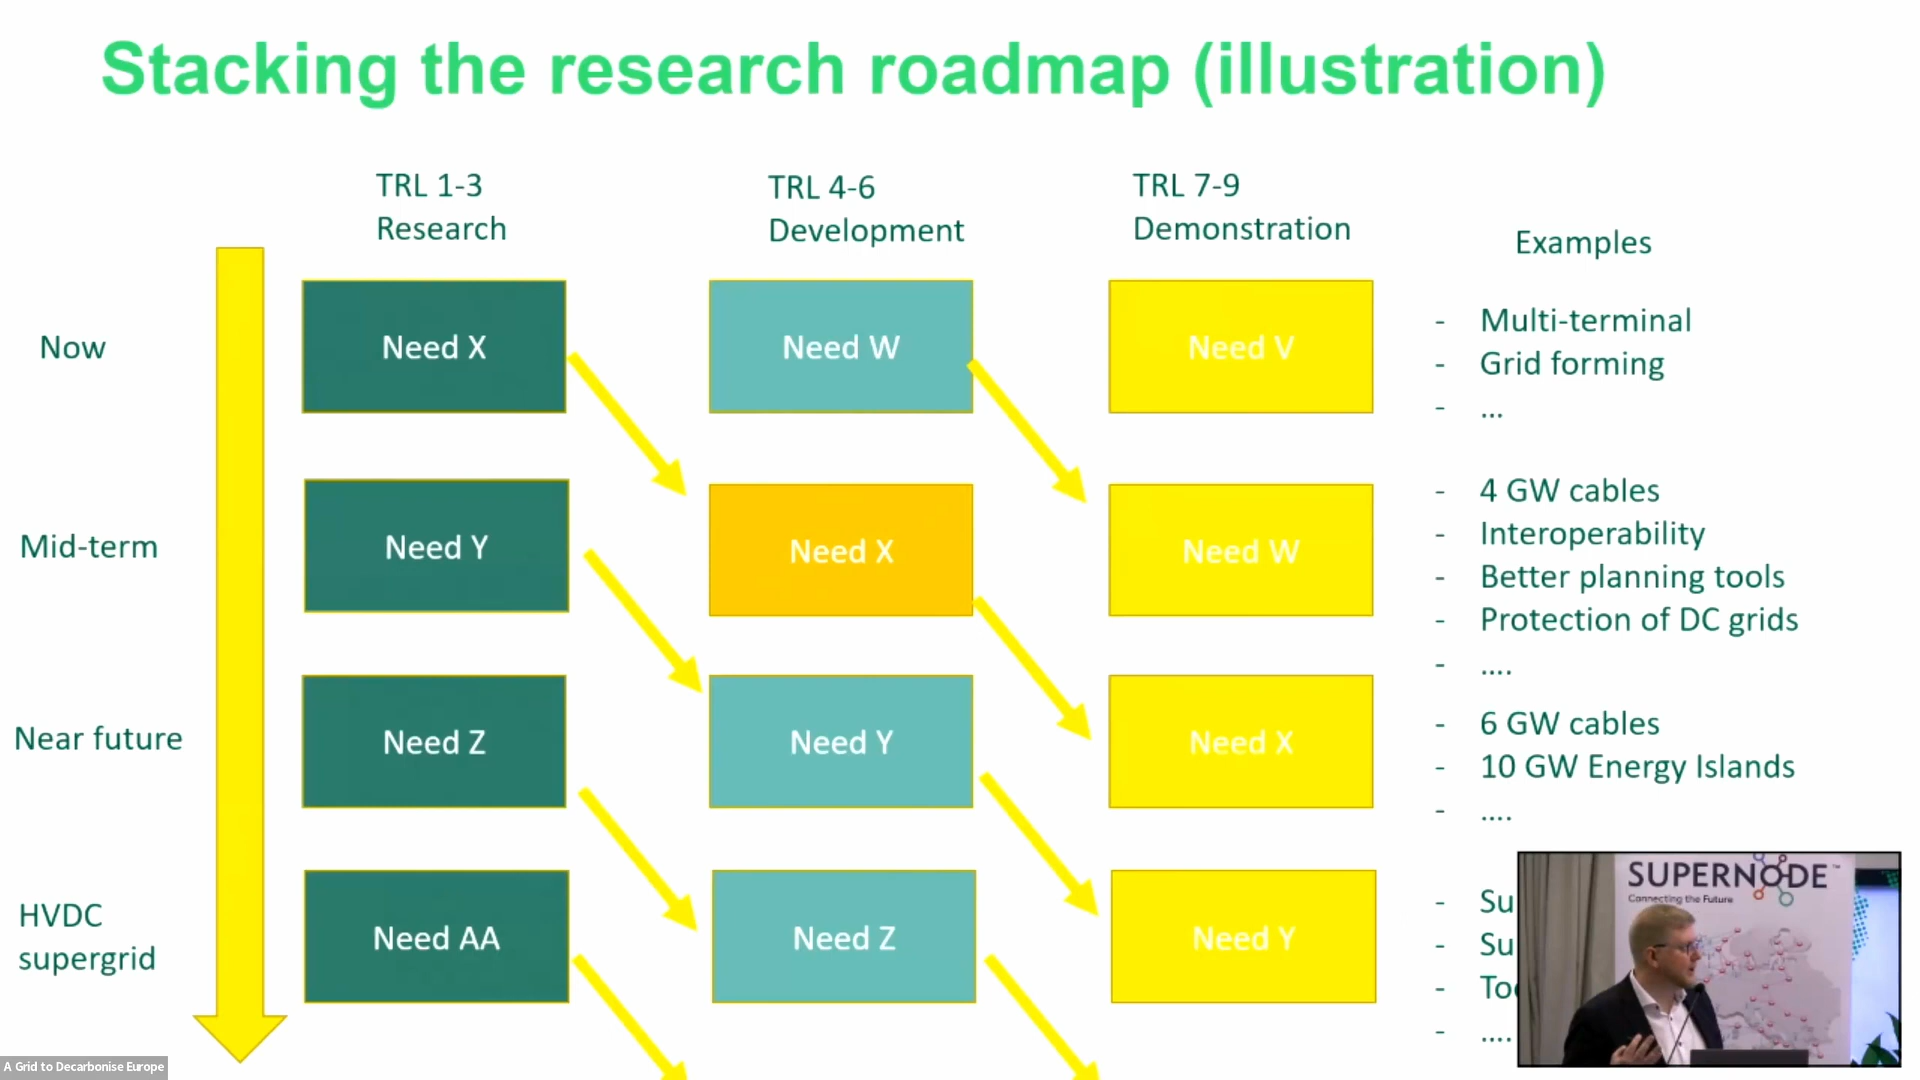 Stacking the research roadmap (illustration)
TRL 1-3
Research
TRL 4-6
Development
TRL 7-9
Demonstration
Examples
Now
Need X
Need W
Need V
- Multi-terminal
- Grid forming
- ...
Mid-term
Need Y
Need X
Need W
- 4 GW cables
- Interoperability
- Better planning tools
- Protection of DC grids
- ....
Near future
Need Z
Need Y
Need X
- 6 GW cables
- 10 GW Energy Islands
- ....
HVDC
supergrid
Need AA
Need Z
Need Y
- Su
- Su
- To
- ....
SUPERNODE™
Connecting the Future
A Grid to Decarbonise Europe